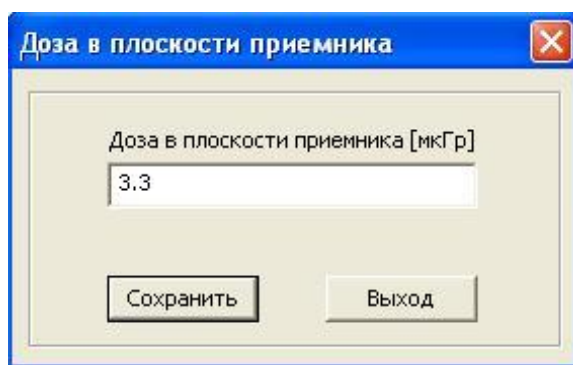 Доза в плоскости приемника
Доза в плоскости приемника [мкГр]
3.3
Сохранить
Выход